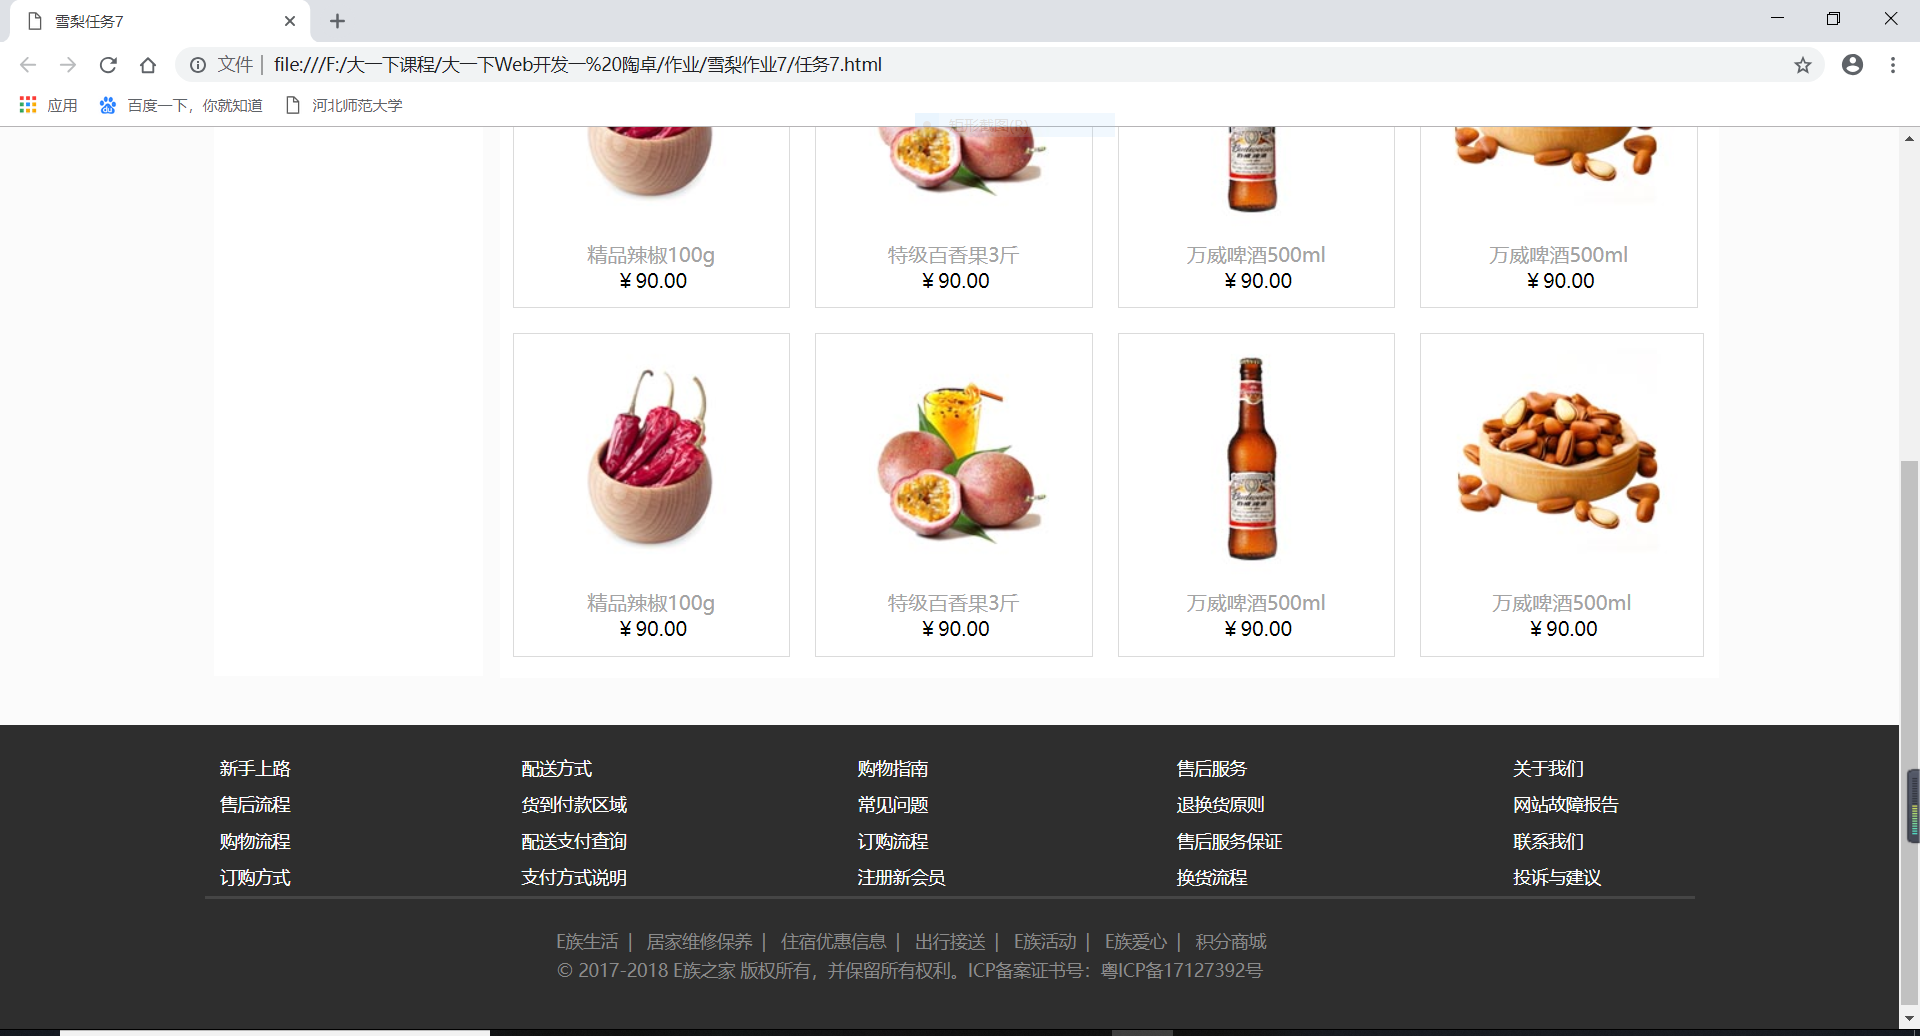 雪梨任务7
文件 | file:///F:/大一下课程/大一下Web开发一%20陶卓/作业/雪梨作业7/任务7.html
应用 百度一下，你就知道 河北师范大学
矩形截图(R)
精品辣椒100g 特级百香果3斤 万威啤酒500ml 万威啤酒500ml
¥ 90.00 ¥ 90.00 ¥ 90.00 ¥ 90.00
Budweiser
精品辣椒100g 特级百香果3斤 万威啤酒500ml 万威啤酒500ml
¥ 90.00 ¥ 90.00 ¥ 90.00 ¥ 90.00
新手上路 配送方式 购物指南 售后服务 关于我们
售后流程 货到付款区域 常见问题 退换货原则 网站故障报告
购物流程 配送支付查询 订购流程 售后服务保证 联系我们
订购方式 支付方式说明 注册新会员 换货流程 投诉与建议
E族生活 | 居家维修保养 | 住宿优惠信息 | 出行接送 | E族活动 | E族爱心 | 积分商城
© 2017-2018 E族之家 版权所有，并保留所有权利。ICP备案证书号：粤ICP备17127392号